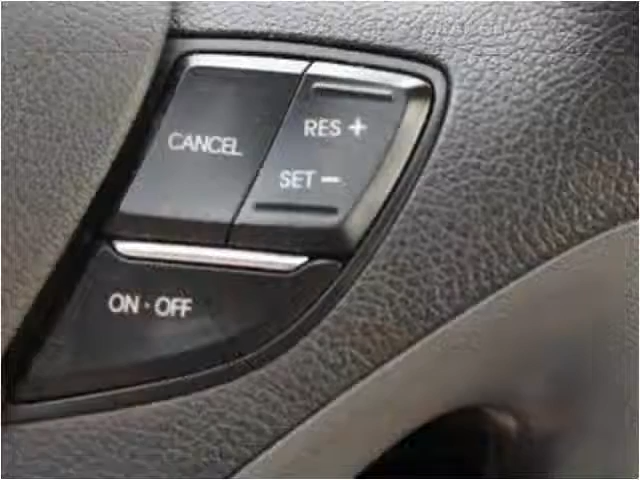 CANCEL
RES +
SET −
ON · OFF